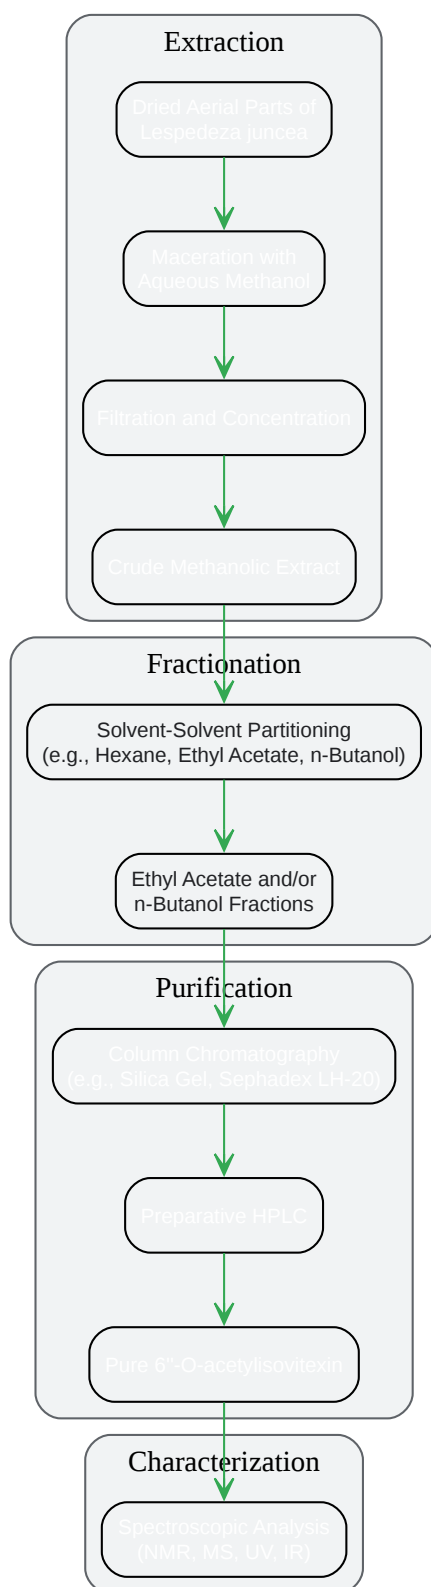 Extraction
Dried Aerial Parts of
Lespedeza juncea
Maceration with
Aqueous Methanol
Filtration and Concentration
Crude Methanolic Extract
Fractionation
Solvent-Solvent Partitioning
(e.g., Hexane, Ethyl Acetate, n-Butanol)
Ethyl Acetate and/or
n-Butanol Fractions
Purification
Column Chromatography
(e.g., Silica Gel, Sephadex LH-20)
Preparative HPLC
Pure 6"-O-acetylisovitexin
Characterization
Spectroscopic Analysis
(NMR, MS, UV, IR)